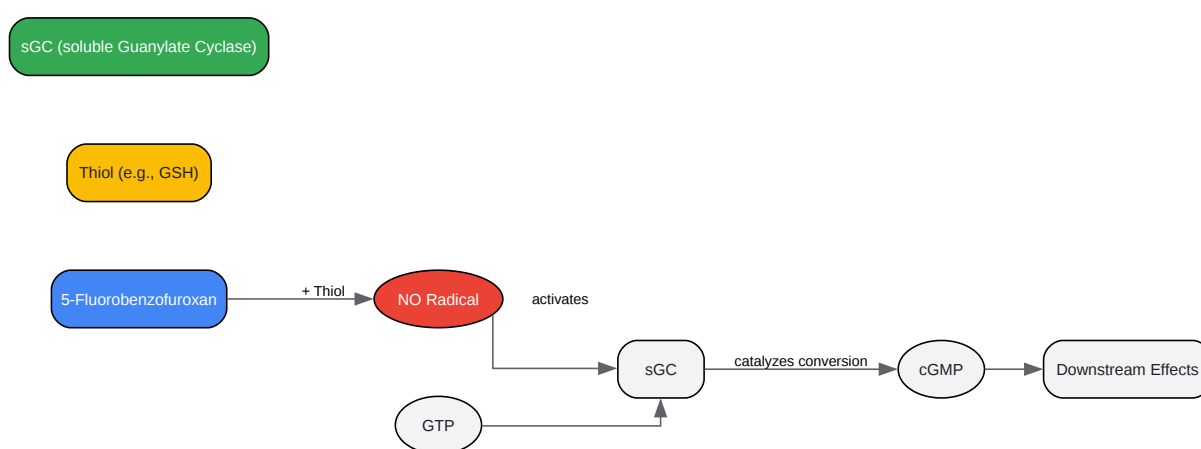 sGC (soluble Guanylate Cyclase)
Thiol (e.g., GSH)
5-Fluorobenzofuroxan
+ Thiol
NO Radical
activates
sGC
catalyzes conversion
cGMP
Downstream Effects
GTP